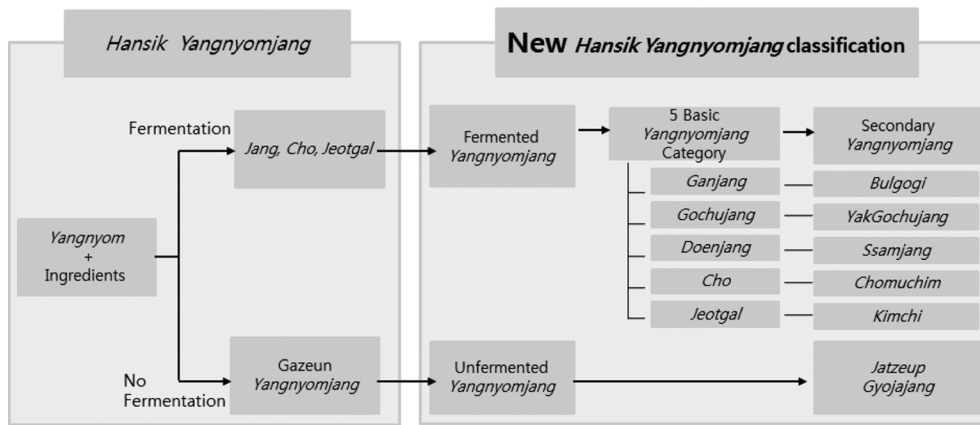 Hansik Yangnyomjang
New Hansik Yangnyomjang classification
Fermentation
Jang, Cho, Jeotgal
Fermented
Yangnyomjang
5 Basic
Yangnyomjang
Category
Secondary
Yangnyomjang
Ganjang
Bulgogi
Gochujang
YakGochujang
Yangnyom
+
Ingredients
Doenjang
Ssamjang
Cho
Chomuchim
Jeotgal
Kimchi
No
Fermentation
Gazeun
Yangnyomjang
Unfermented
Yangnyomjang
Jatzeup
Gyojajang